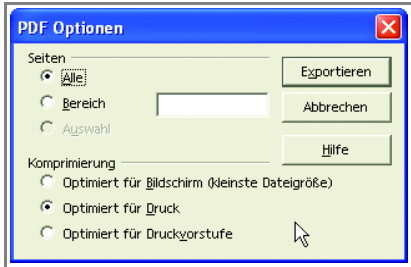 PDF Optionen
Seiten
Alle
Exportieren
Bereich
Abbrechen
Auswahl
Hilfe
Komprimierung
Optimiert für Bildschirm (kleinste Dateigröße)
Optimiert für Druck
Optimiert für Druckvorstufe